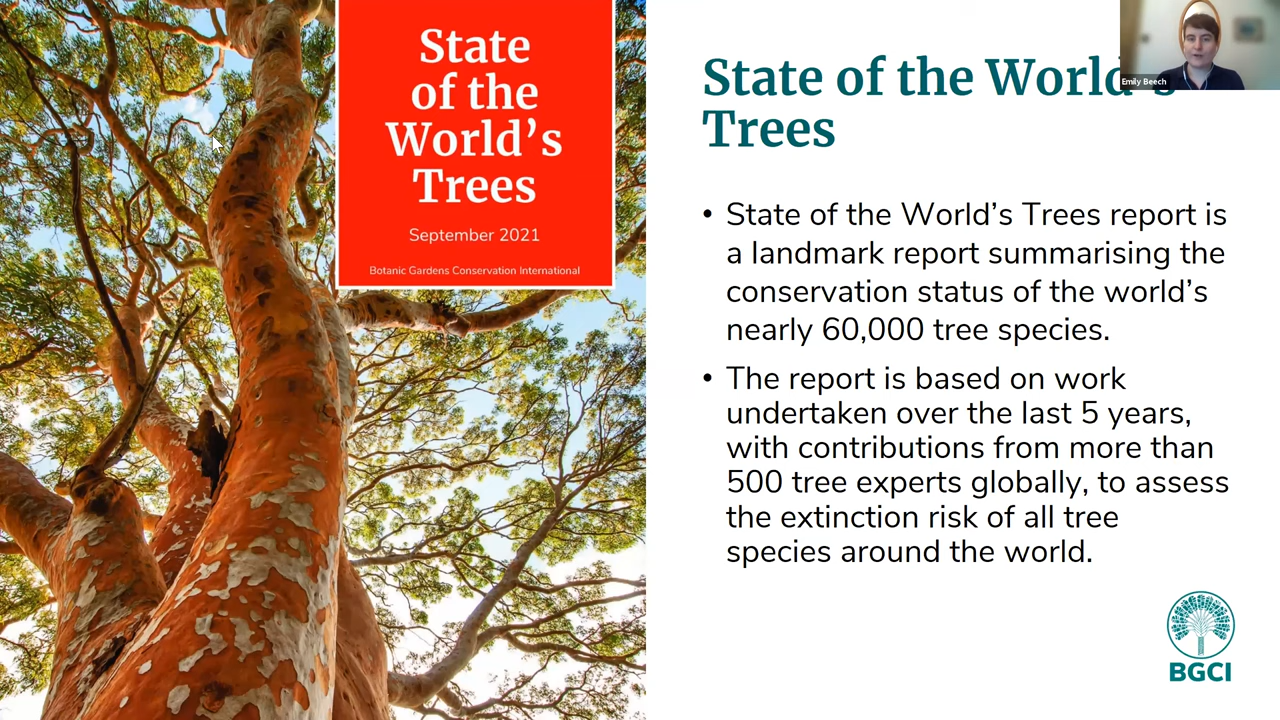 State
of the
World's
Trees
September 2021
Botanic Gardens Conservation International
State of the World's
Trees
Emily Beech
• State of the World's Trees report is
a landmark report summarising the
conservation status of the world's
nearly 60,000 tree species.
• The report is based on work
undertaken over the last 5 years,
with contributions from more than
500 tree experts globally, to assess
the extinction risk of all tree
species around the world.
BGCI